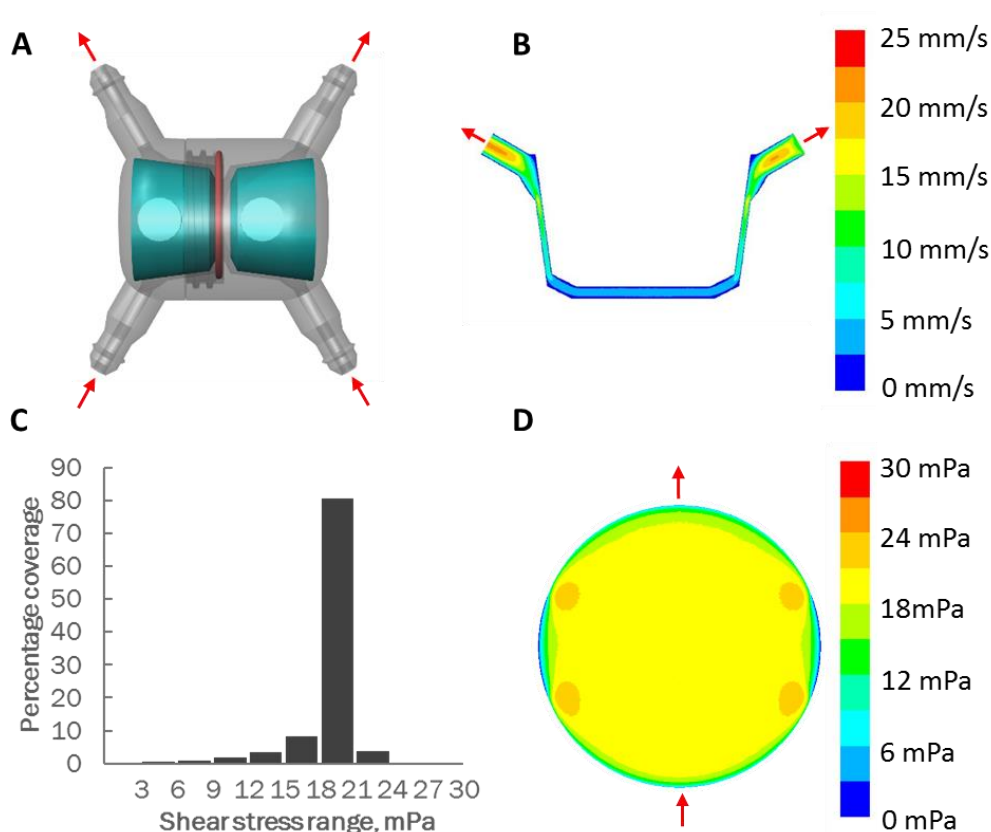 A
B
25 mm/s
20 mm/s
15 mm/s
10 mm/s
5 mm/s
0 mm/s
C
Percentage coverage
90
80
70
60
50
40
30
20
10
0
3 6 9 12 15 18 21 24 27 30
Shear stress range, mPa
D
30 mPa
24 mPa
18mPa
12 mPa
6 mPa
0 mPa